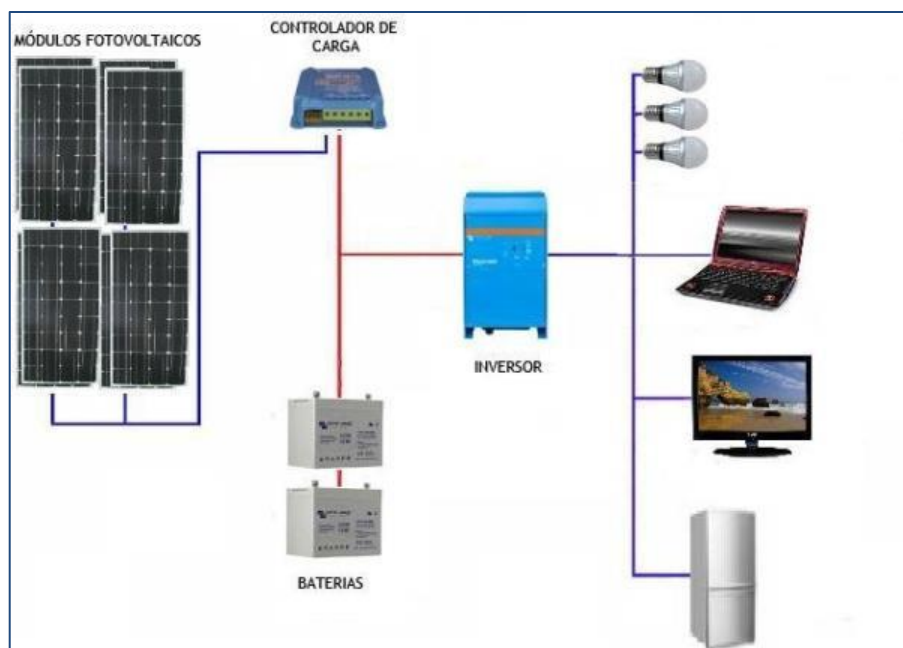 MÓDULOS FOTOVOLTAICOS
CONTROLADOR DE
CARGA
INVERSOR
BATERIAS